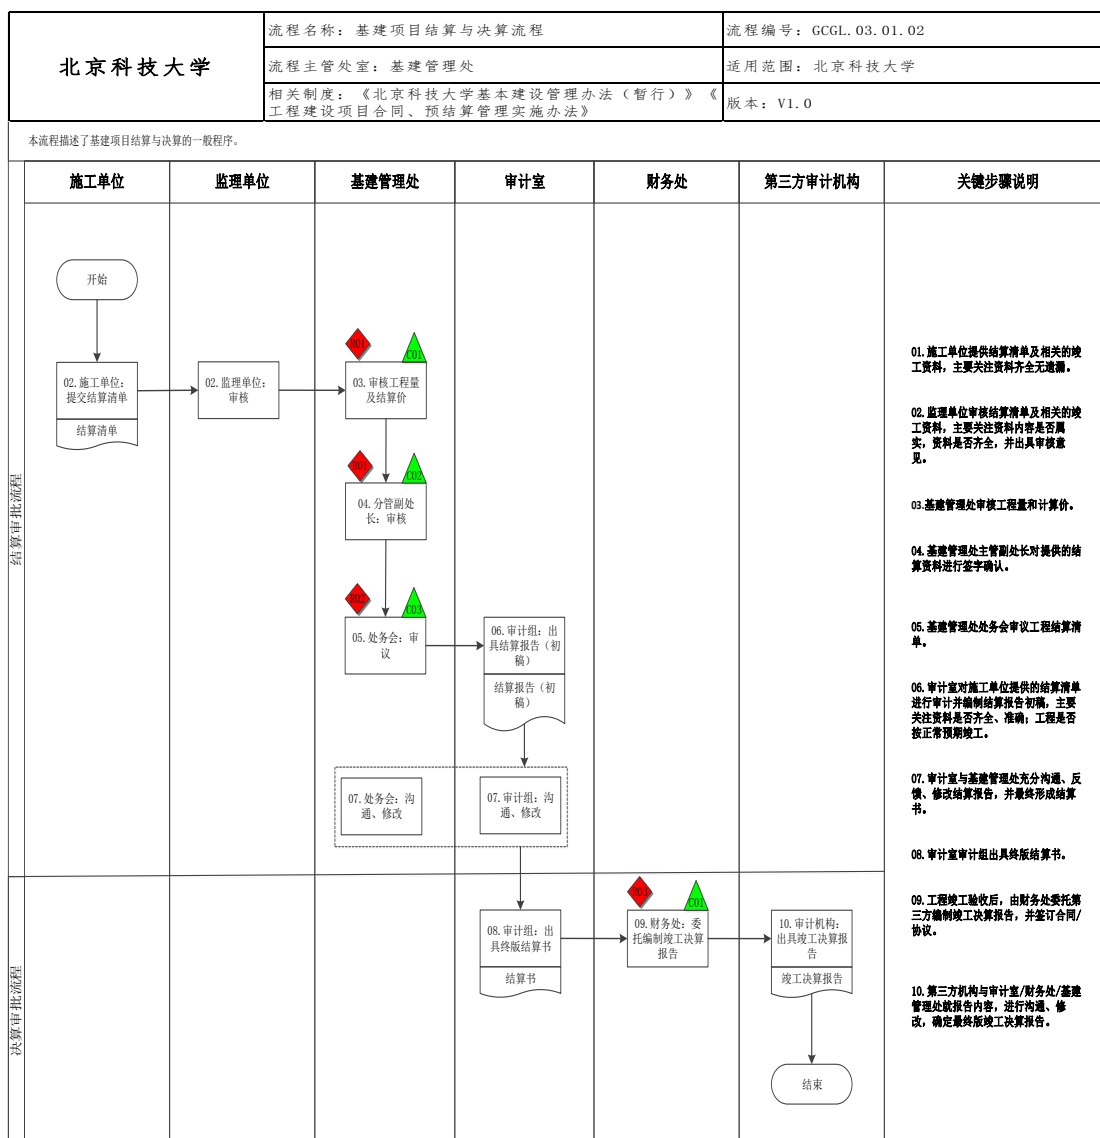 北京科技大学
流程名称：基建项目结算与决算流程
流程编号：GCGL.03.01.02
流程主管处室：基建管理处
适用范围：北京科技大学
相关制度：《北京科技大学基本建设管理办法（暂行）》《
工程建设项目合同、预结算管理实施办法》
版本：V1.0
本流程描述了基建项目结算与决算的一般程序。
施工单位
监理单位
基建管理处
审计室
财务处
第三方审计机构
关键步骤说明
结算审批流程
开始
02.施工单位：
提交结算清单
结算清单
02.监理单位：
审核
R01
C01
03.审核工程量
及结算价
R01
C02
04.分管副处
长：审核
R02
C03
05.处务会：审
议
06.审计组：出
具结算报告（初
稿）
结算报告（初
稿）
07.处务会：沟
通、修改
07.审计组：沟
通、修改
决算审批流程
08.审计组：出
具终版结算书
结算书
R03
C01
09.财务处：委
托编制竣工决算
报告
10.审计机构：
出具竣工决算报
告
竣工决算报告
结束
01.施工单位提供结算清单及相关的竣
工资料，主要关注资料齐全无遗漏。
02.监理单位审核结算清单及相关的竣
工资料，主要关注资料内容是否属
实，资料是否齐全，并出具审核意
见。
03.基建管理处审核工程量和计算价。
04.基建管理处主管副处长对提供的结
算资料进行签字确认。
05.基建管理处处务会审议工程结算清
单。
06.审计室对施工单位提供的结算清单
进行审计并编制结算报告初稿，主要
关注资料是否齐全、准确；工程是否
按正常预期竣工。
07.审计室与基建管理处充分沟通、反
馈、修改结算报告，并最终形成结算
书。
08.审计室审计组出具终版结算书。
09.工程竣工验收后，由财务处委托第
三方编制竣工决算报告，并签订合同/
协议。
10.第三方机构与审计室/财务处/基建
管理处就报告内容，进行沟通、修
改，确定最终版竣工决算报告。